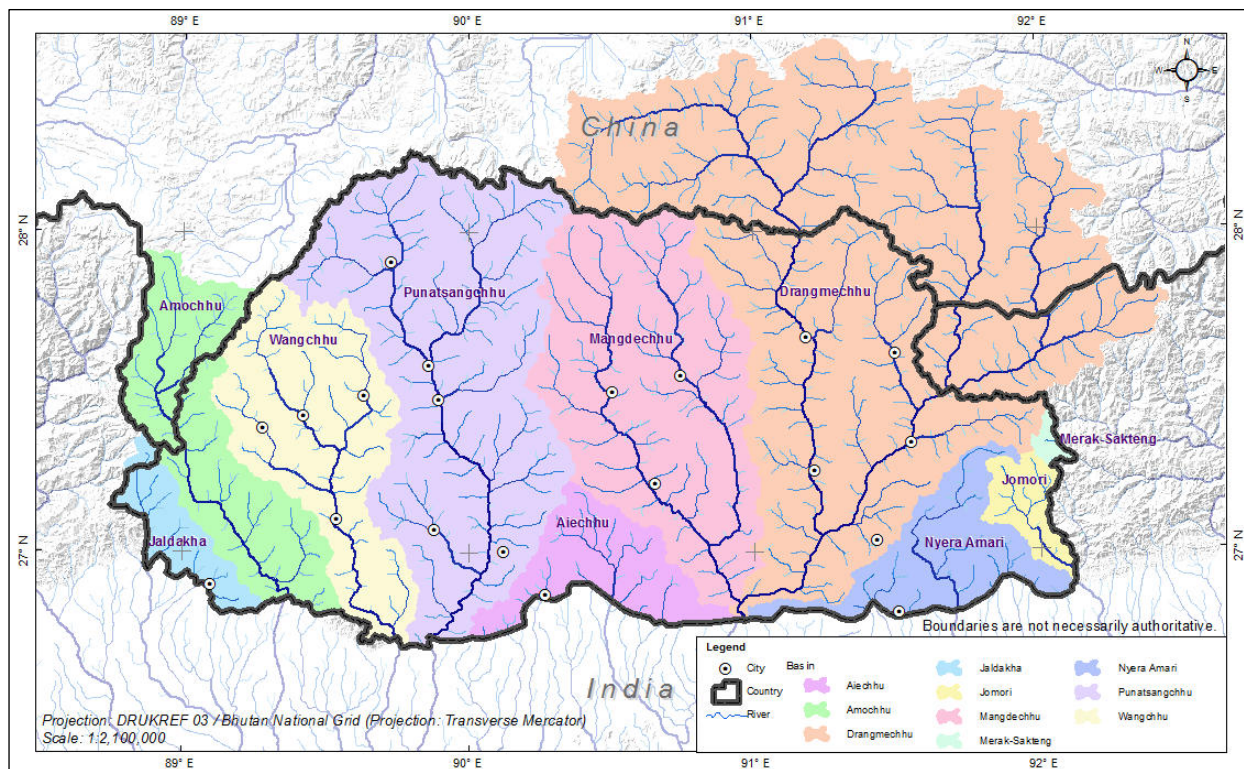 89° E 90° E 91° E 92° E
N
W E
S
China
28° N 28° N
Amochhu
Punatsangchhu
Drangmechhu
Wangchhu
Mangdechhu
Merak-Sakteng
Jomori
Aiechhu
Jaldakha
Nyera Amari
27° N 27° N
Boundaries are not necessarily authoritative.
India
Legend
City
Country
River
Basin
Aiechhu
Amochhu
Drangmechhu
Jaldakha
Jomori
Mangdechhu
Merak-Sakteng
Nyera Amari
Punatsangchhu
Wangchhu
Projection: DRUKREF 03 / Bhutan National Grid (Projection: Transverse Mercator)
Scale: 1:2,100,000
89° E 90° E 91° E 92° E